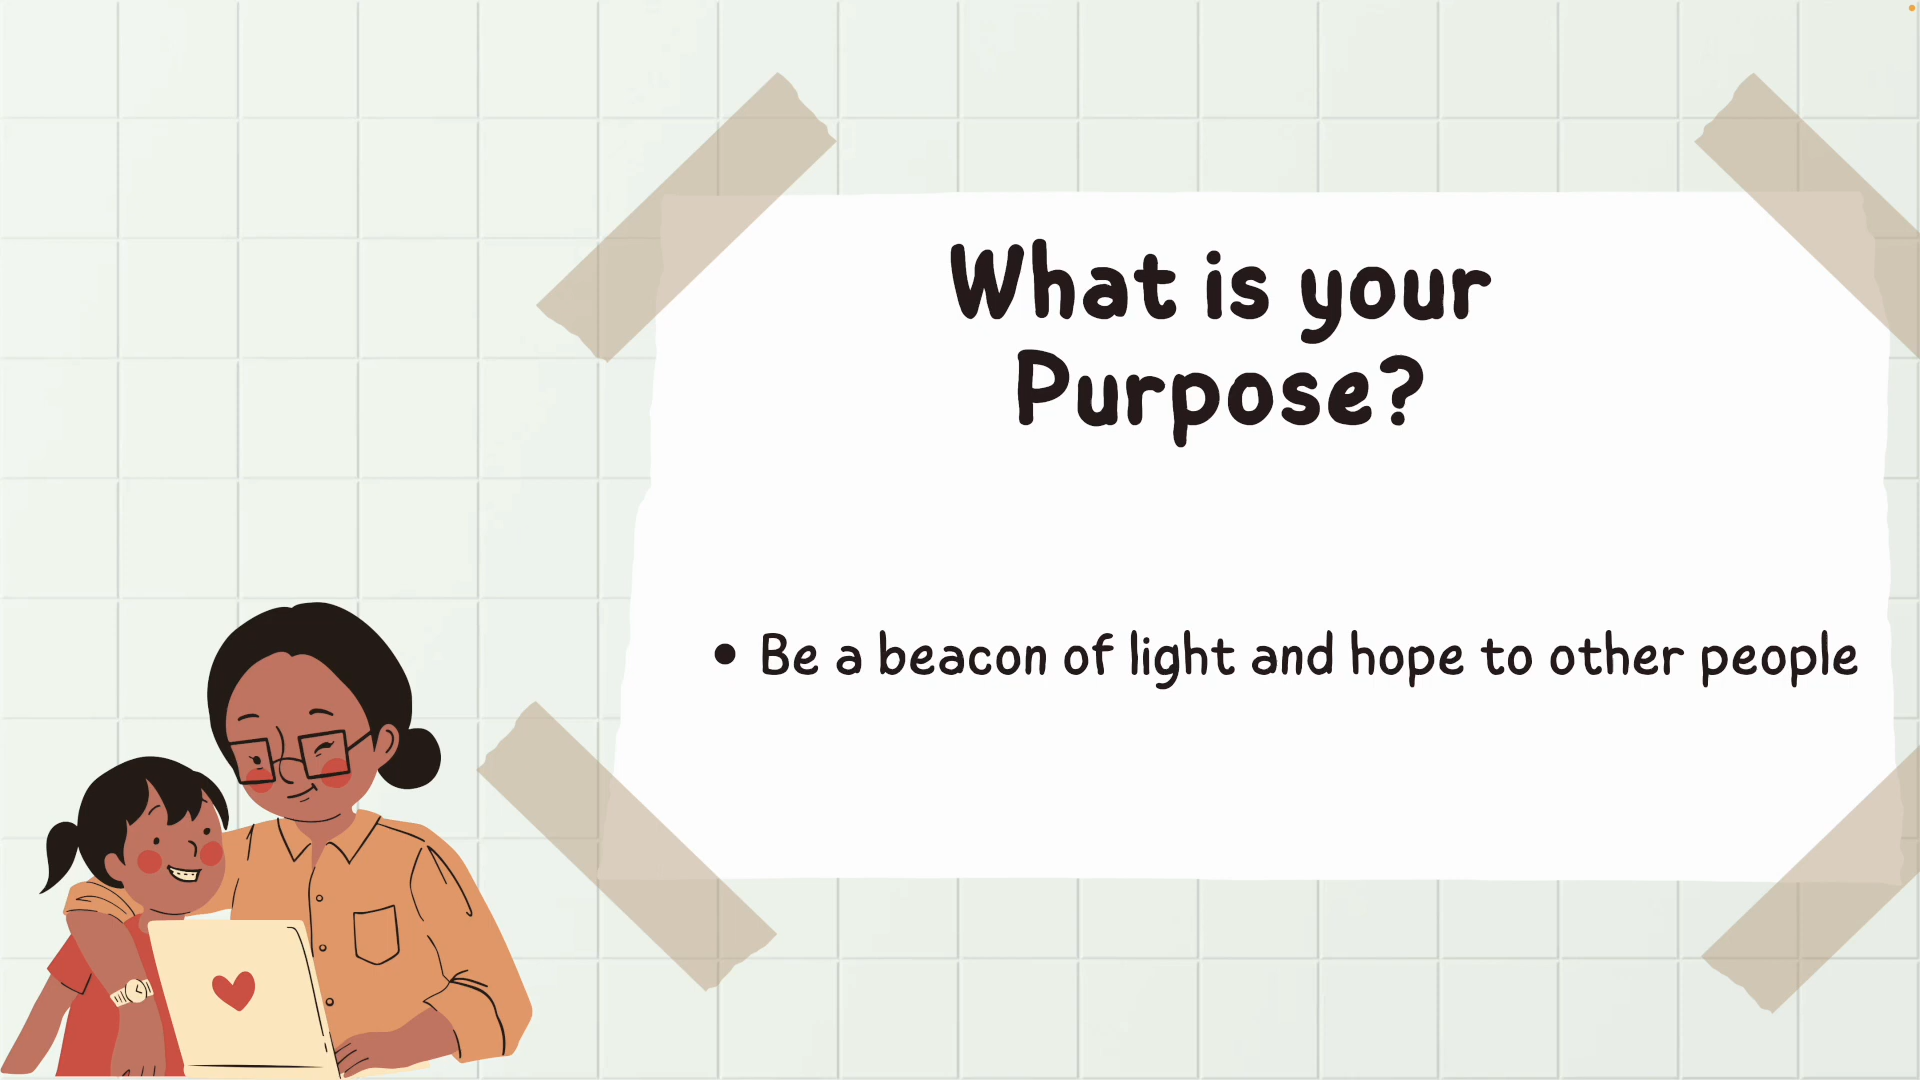 What is your
Purpose?
• Be a beacon of light and hope to other people